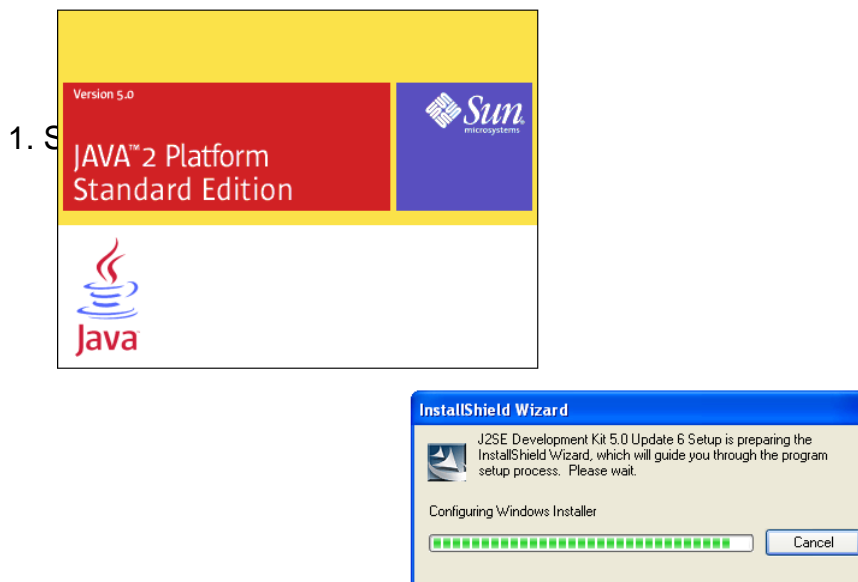 Version 5.0
Sun
microsystems
1. S
JAVA™2 Platform
Standard Edition
Java
InstallShield Wizard
J2SE Development Kit 5.0 Update 6 Setup is preparing the
InstallShield Wizard, which will guide you through the program
setup process. Please wait.
Configuring Windows Installer
Cancel